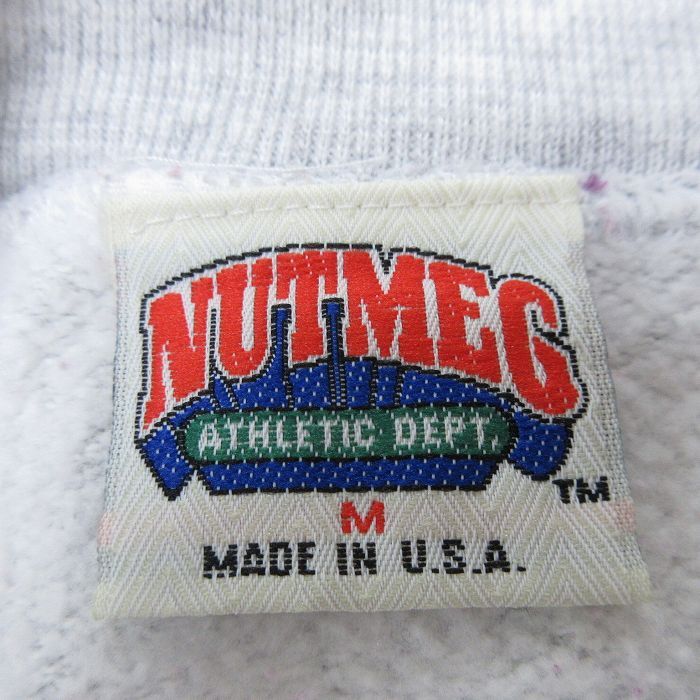 NUTMEG
ATHLETIC DEPT.
TM
M
MADE IN U.S.A.